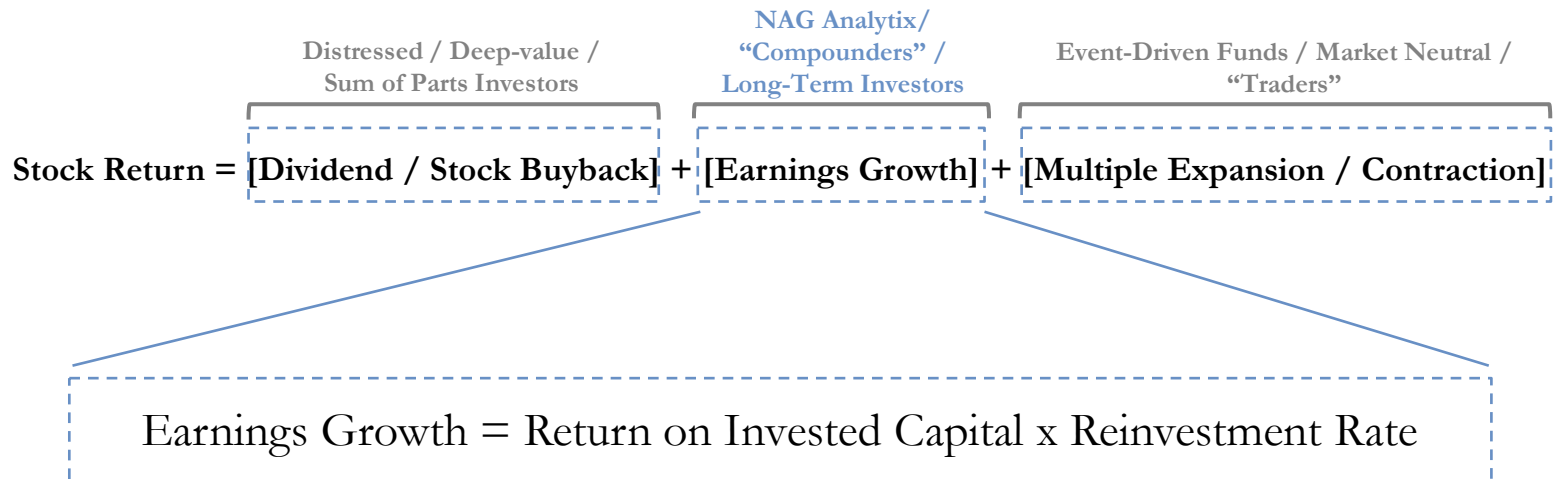 Distressed / Deep-value /
Sum of Parts Investors
NAG Analytix/
“Compounders” /
Long-Term Investors
Event-Driven Funds / Market Neutral /
“Traders”
Stock Return = [Dividend / Stock Buyback] + [Earnings Growth] + [Multiple Expansion / Contraction]
Earnings Growth = Return on Invested Capital x Reinvestment Rate